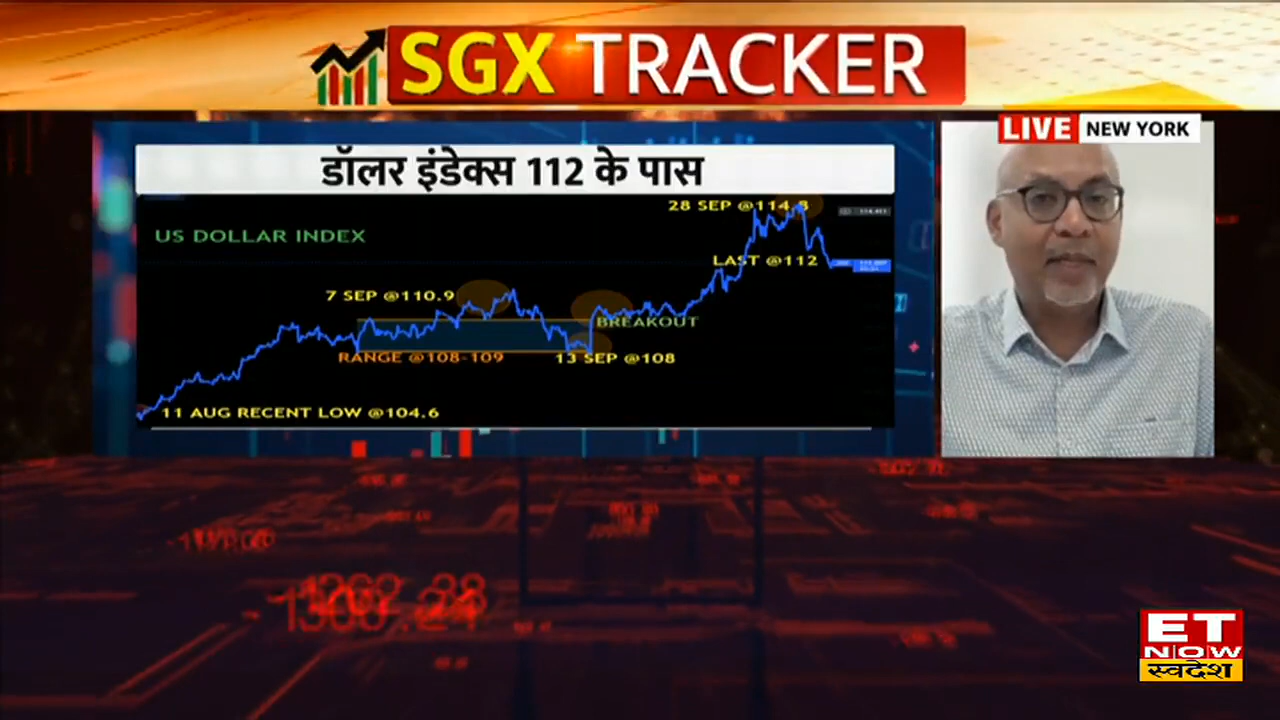 SGX TRACKER
LIVE NEW YORK
डॉलर इंडेक्स 112 के पास
28 SEP @114.8
US DOLLAR INDEX
LAST @112
7 SEP @110.9
BREAKOUT
RANGE @108-109
13 SEP @108
11 AUG RECENT LOW @104.6
ET
NOW
स्वदेश